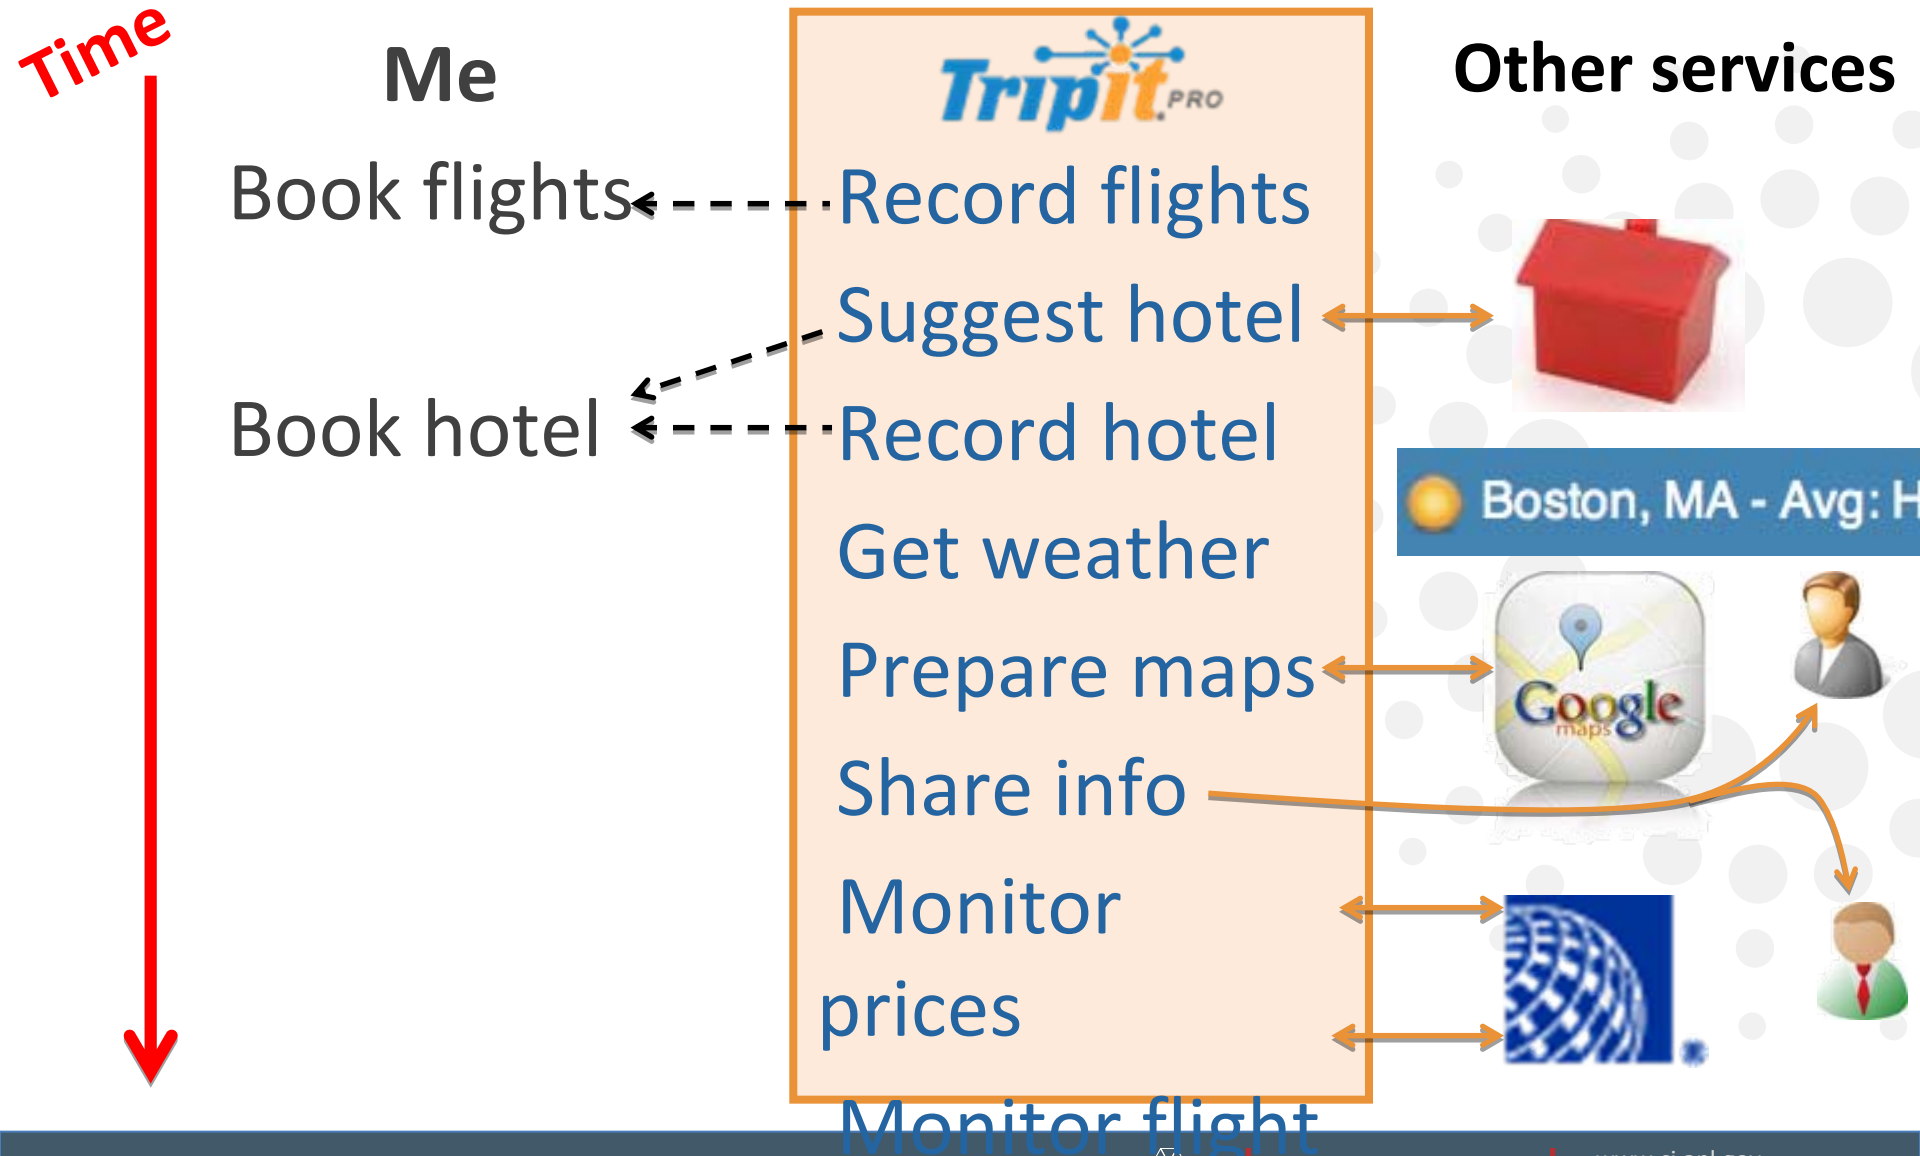 Time
Me
Tripit PRO
Other services
Book flights
Record flights
Suggest hotel
Book hotel
Record hotel
Boston, MA - Avg: H
Get weather
Prepare maps
Google
maps
Share info
Monitor
prices
Monitor flight